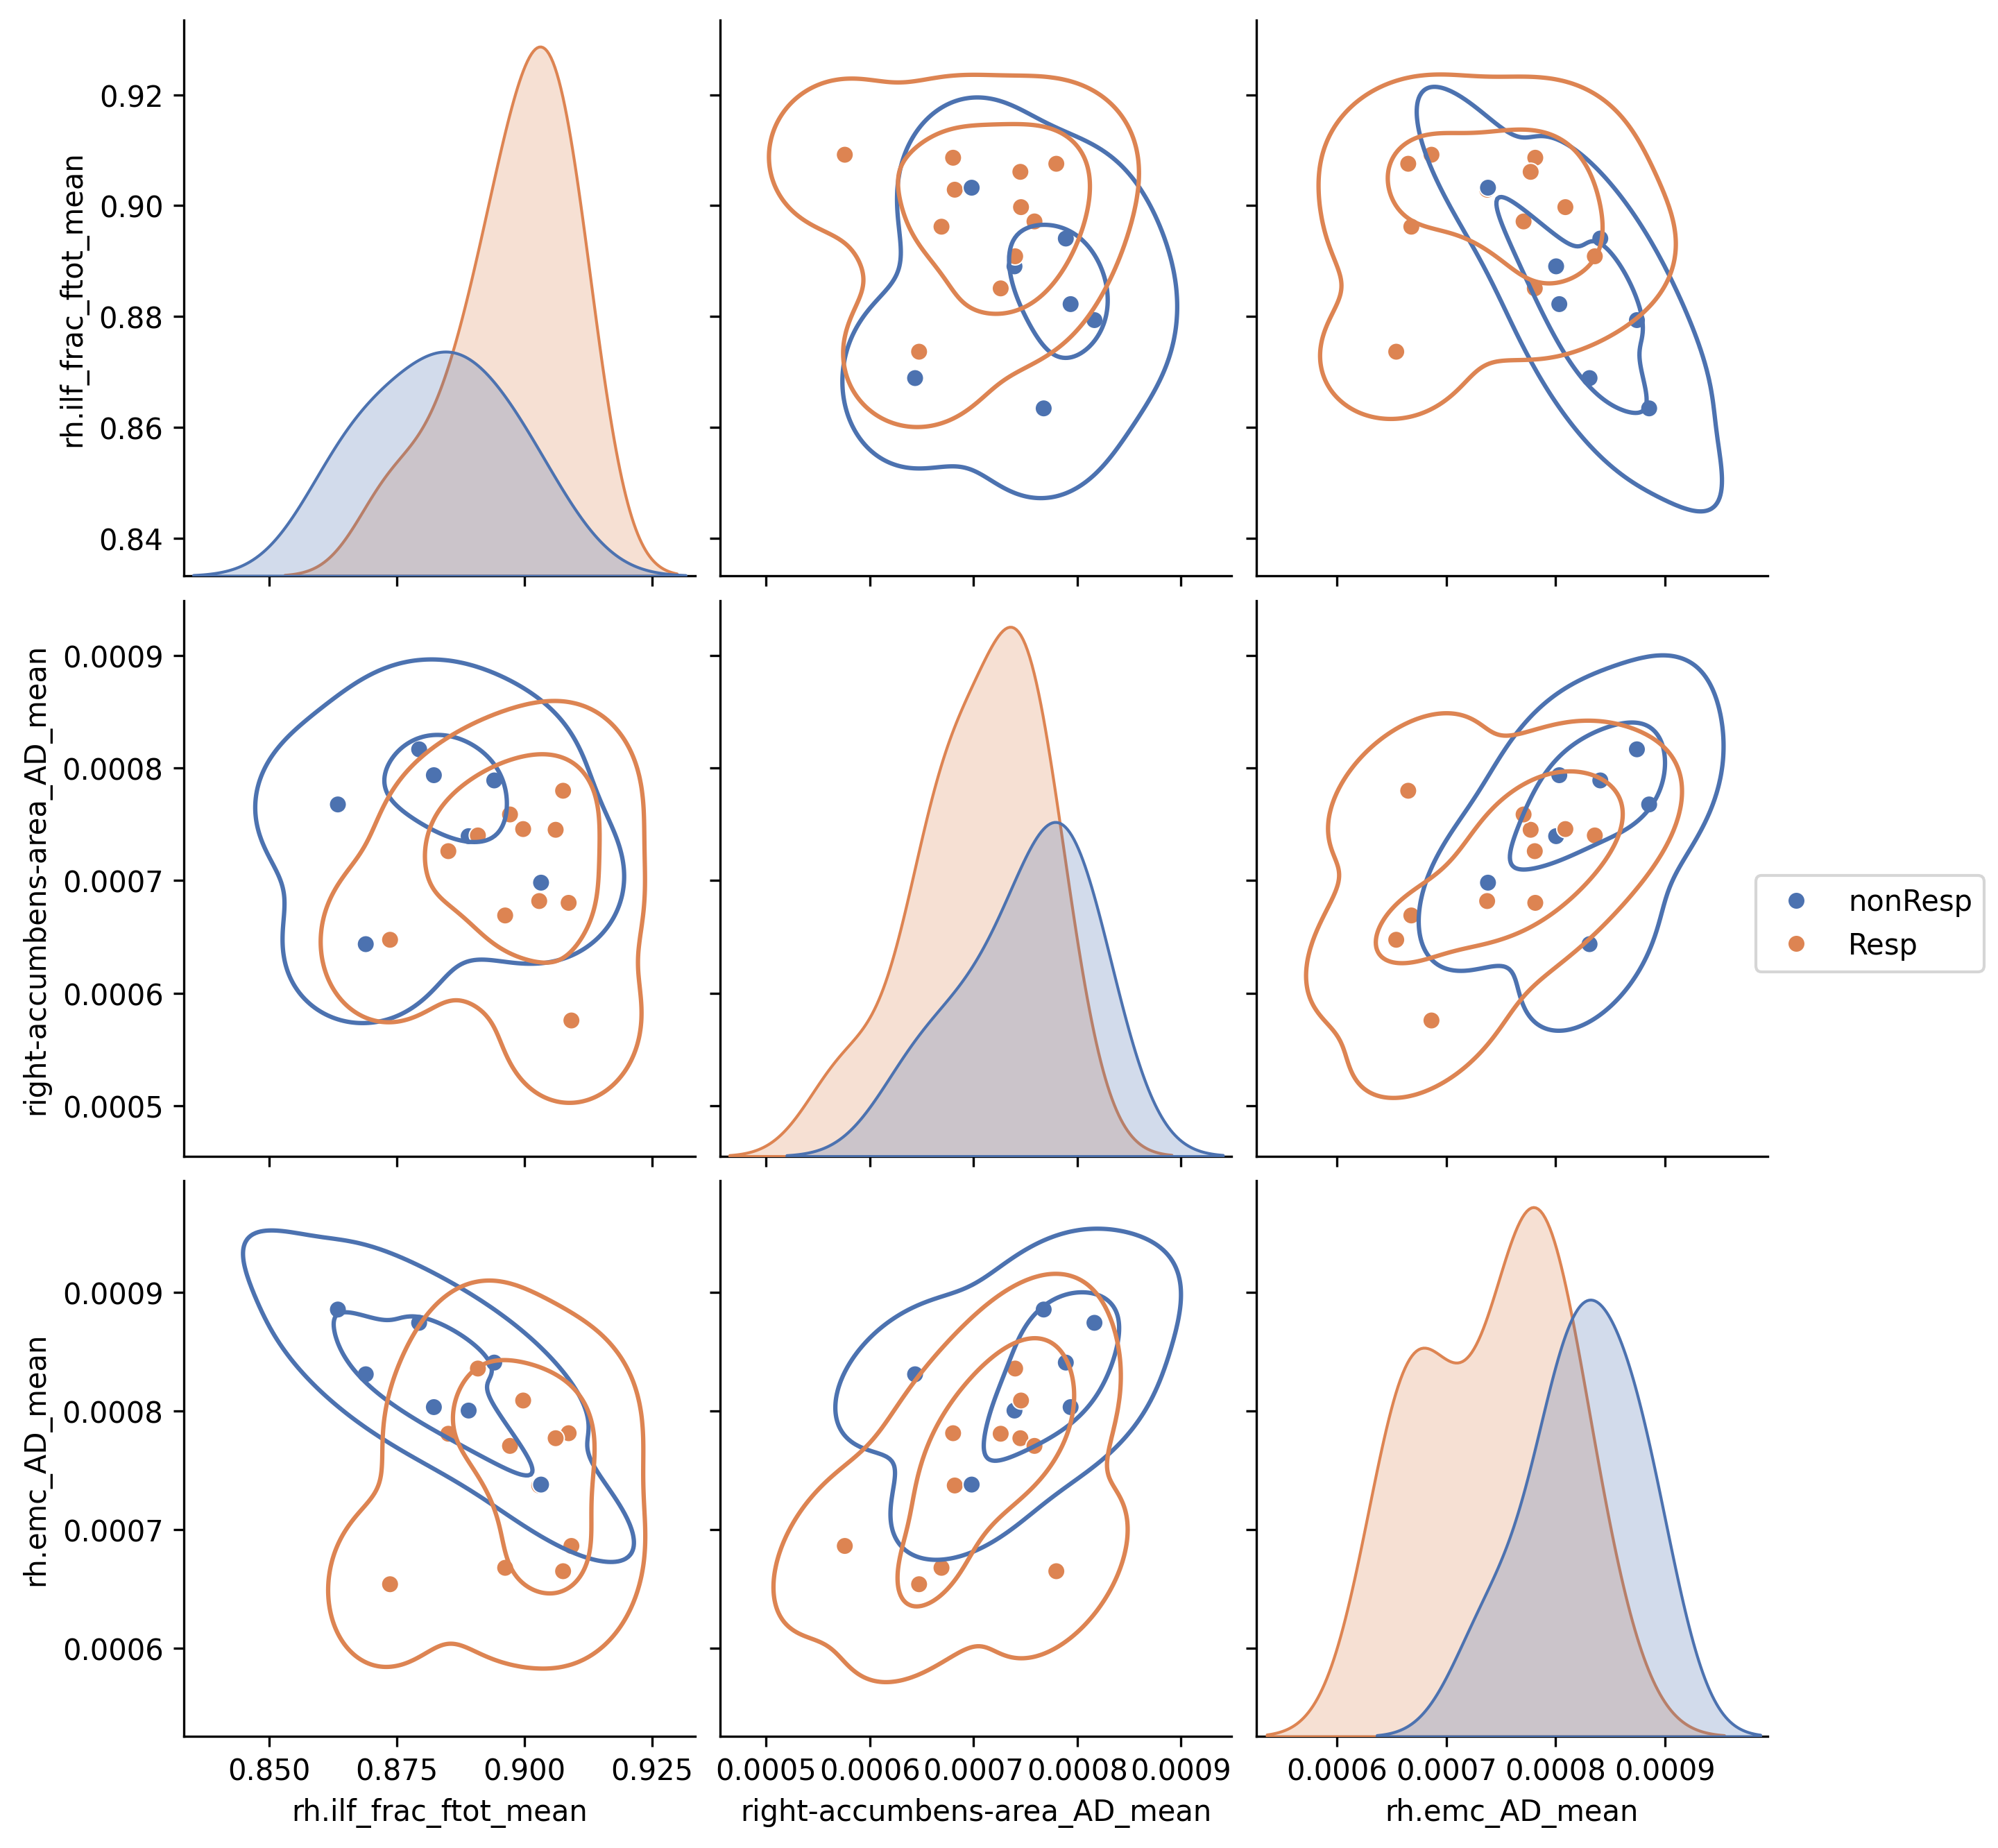 0.92
0.90
0.88
0.86
0.84
rh.ilf_frac_ftot_mean
0.0009
0.0008
0.0007
0.0006
0.0005
right-accumbens-area_AD_mean
nonResp
Resp
0.0009
0.0008
0.0007
0.0006
rh.emc_AD_mean
0.850 0.875 0.900 0.925
0.0005 0.0006 0.0007 0.0008 0.0009
0.0006 0.0007 0.0008 0.0009
rh.ilf_frac_ftot_mean
right-accumbens-area_AD_mean
rh.emc_AD_mean